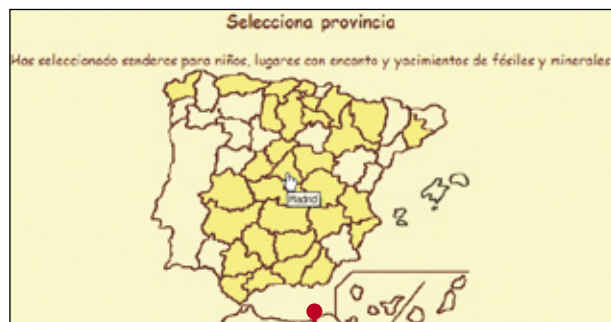 Selecciona provincia
Has seleccionado senderos para niños, lugares con encanto y yacimientos de fósiles y minerales
Madrid